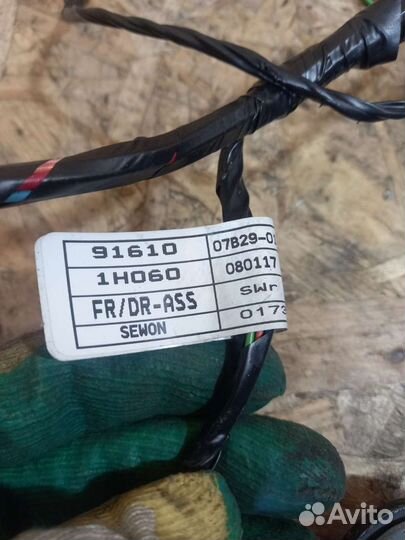 91610 07B29-0
1H060 080117
FR/DR-ASS SWr
SEWON 0173
Avito